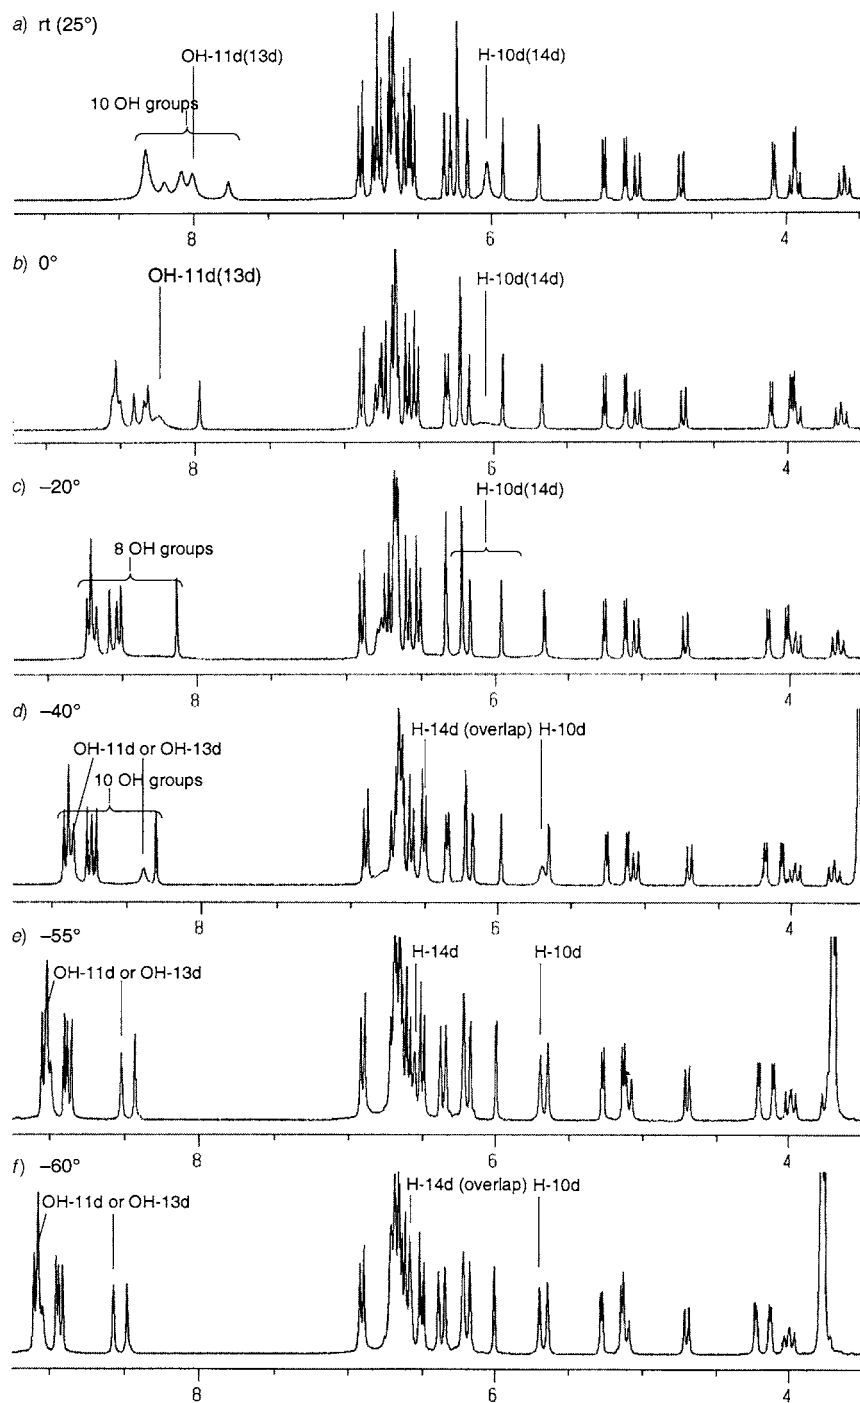 a) rt (25°)
OH-11d(13d)
H-10d(14d)
10 OH groups
8 6 4
b) 0°
OH-11d(13d)
H-10d(14d)
8 6 4
c) –20°
H-10d(14d)
8 OH groups
8 6 4
d) –40°
H-14d (overlap) H-10d
OH-11d or OH-13d
10 OH groups
8 6 4
e) –55°
H-14d H-10d
OH-11d or OH-13d
8 6 4
f) –60°
H-14d (overlap) H-10d
OH-11d or OH-13d
8 6 4